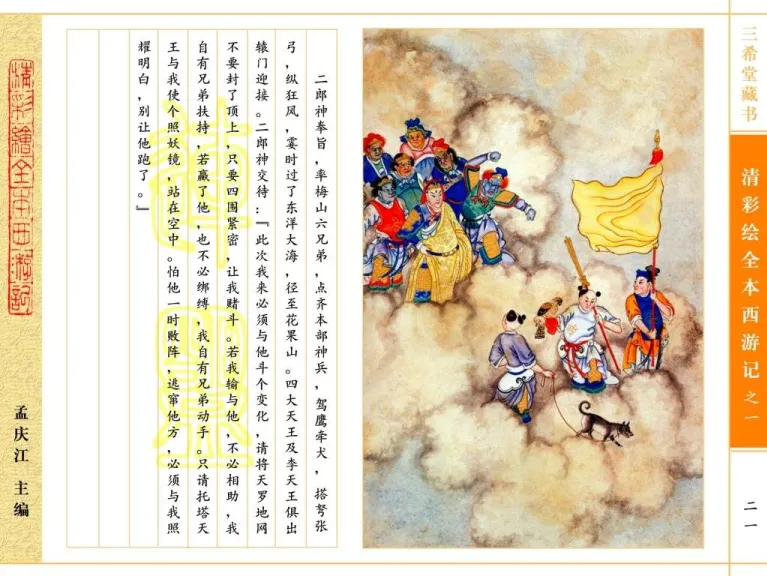 三希堂藏书
清彩绘全本西游记之一
二一
二郎神奉旨,率梅山六兄弟,点齐本部神兵,驾鹰牵犬,搭弩张
弓,纵狂风,霎时过了东洋大海,径至花果山。四大天王及李天王俱出
辕门迎接。二郎神交待:『此次我来必须与他斗个变化,请将天罗地网
不要封了顶上,只要四围紧密,让我赌斗。若我输与他,不必相助,我
自有兄弟扶持,若赢了他,也不必绑缚,我自有兄弟动手。只请托塔天
王与我使个照妖镜,站在空中。怕他一时败阵,逃窜他方,必须与我照
耀明白,别让他跑了。』
清彩绘全本西游记
孟庆江 主编